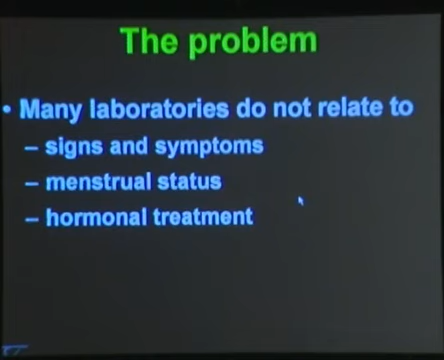 The problem
• Many laboratories do not relate to
– signs and symptoms
– menstrual status
– hormonal treatment